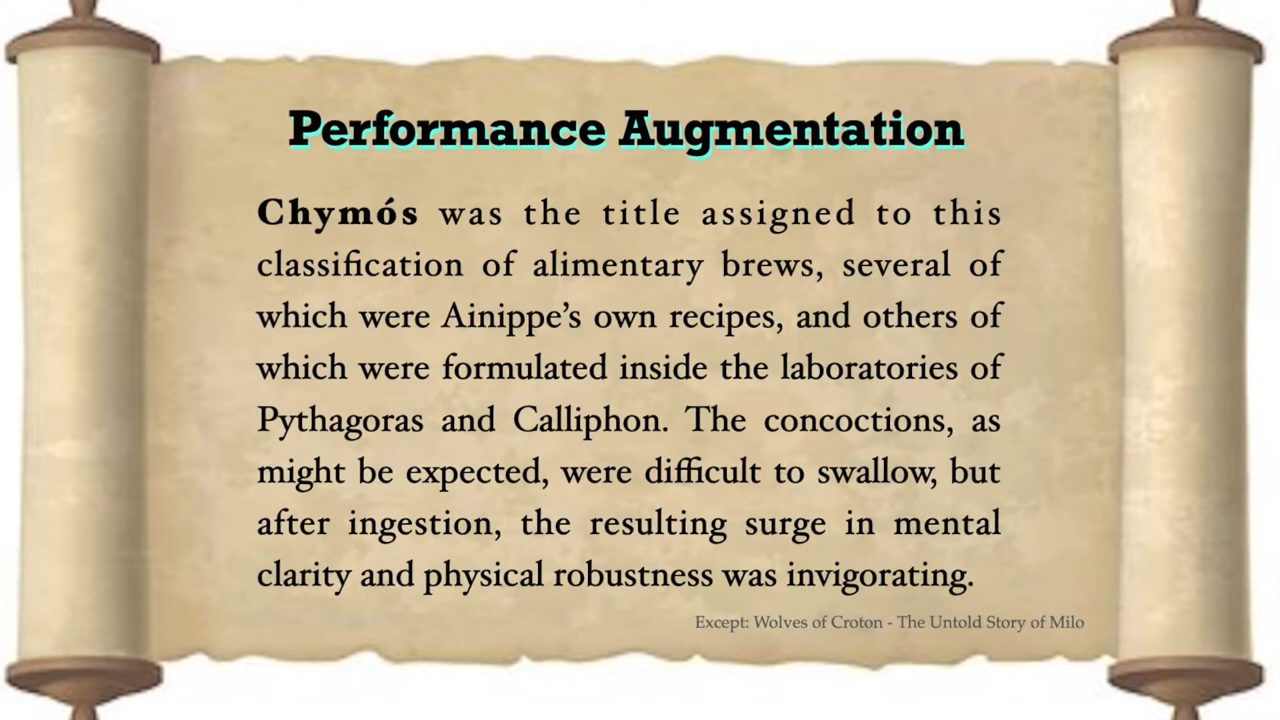 Performance Augmentation
Chymós was the title assigned to this
classification of alimentary brews, several of
which were Ainippe’s own recipes, and others of
which were formulated inside the laboratories of
Pythagoras and Calliphon. The concoctions, as
might be expected, were difficult to swallow, but
after ingestion, the resulting surge in mental
clarity and physical robustness was invigorating.
Except: Wolves of Croton - The Untold Story of Milo